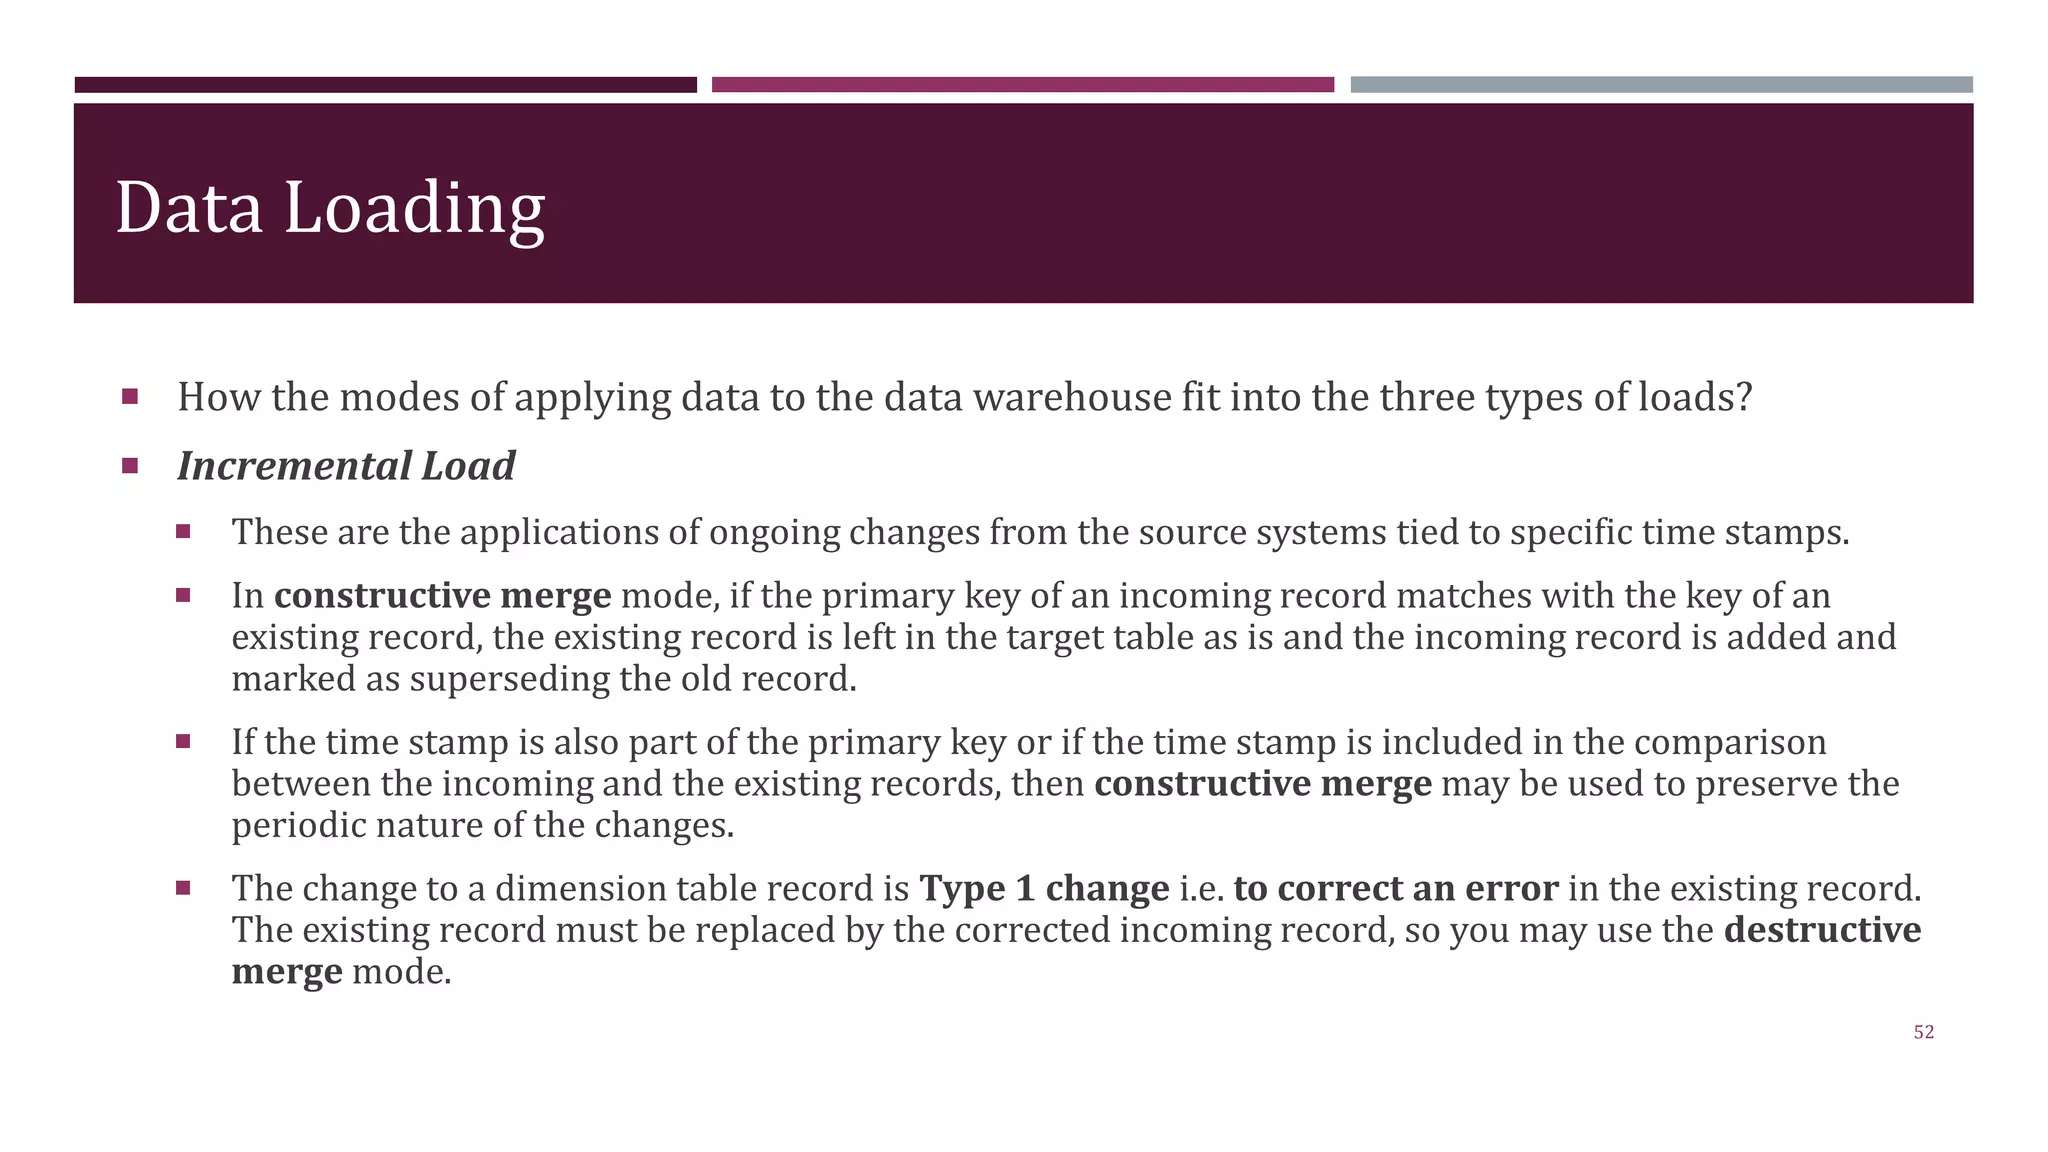 Data Loading
How the modes of applying data to the data warehouse fit into the three types of loads?
Incremental Load
These are the applications of ongoing changes from the source systems tied to specific time stamps.
In constructive merge mode, if the primary key of an incoming record matches with the key of an
existing record, the existing record is left in the target table as is and the incoming record is added and
marked as superseding the old record.
If the time stamp is also part of the primary key or if the time stamp is included in the comparison
between the incoming and the existing records, then constructive merge may be used to preserve the
periodic nature of the changes.
The change to a dimension table record is Type 1 change i.e. to correct an error in the existing record.
The existing record must be replaced by the corrected incoming record, so you may use the destructive
merge mode.
52